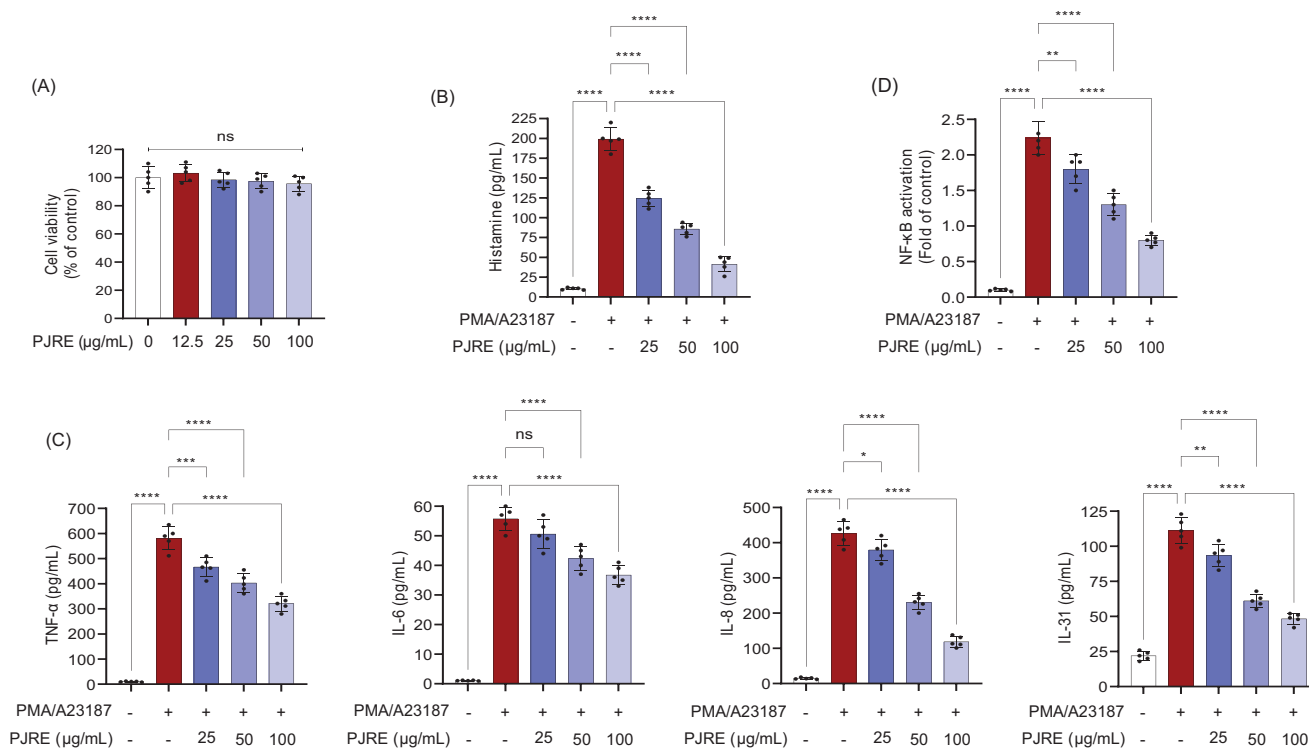 (A)
ns
Cell viability
(% of control)
120
100
80
60
40
20
0
PJRE (µg/mL) 0 12.5 25 50 100
(B)
****
****
**** ****
Histamine (pg/mL)
250
225
200
175
150
125
100
75
50
25
0
PMA/A23187 - + + + +
PJRE (µg/mL) - - 25 50 100
(D)
****
**
**** ****
NF-κB activation
(Fold of control)
2.5
2.0
1.5
1.0
0.5
0.0
PMA/A23187 - + + + +
PJRE (µg/mL) - - 25 50 100
(C)
****
***
**** ****
TNF-α (pg/mL)
700
600
500
400
300
200
100
0
PMA/A23187 - + + + +
PJRE (µg/mL) - - 25 50 100
****
ns
**** ****
IL-6 (pg/mL)
60
50
40
30
20
10
0
PMA/A23187 - + + + +
PJRE (µg/mL) - - 25 50 100
****
*
**** ****
IL-8 (pg/mL)
500
400
300
200
100
0
PMA/A23187 - + + + +
PJRE (µg/mL) - - 25 50 100
****
**
**** ****
IL-31 (pg/mL)
125
100
75
50
25
0
PMA/A23187 - + + + +
PJRE (µg/mL) - - 25 50 100